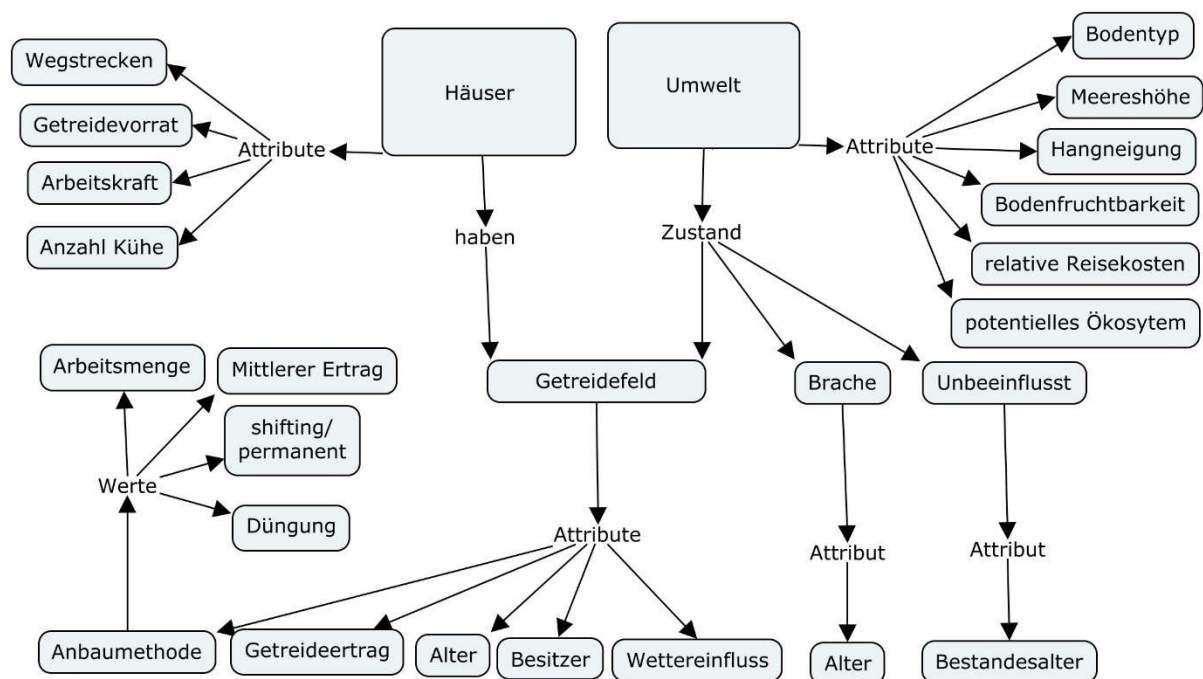 Wegstrecken
Getreidevorrat
Arbeitskraft
Anzahl Kühe
Attribute
Häuser
haben
Umwelt
Zustand
Attribute
Bodentyp
Meereshöhe
Hangneigung
Bodenfruchtbarkeit
relative Reisekosten
potentielles Ökosytem
Getreidefeld
Brache
Unbeeinflusst
Arbeitsmenge
Mittlerer Ertrag
shifting/
permanent
Werte
Düngung
Attribute
Attribut
Attribut
Anbaumethode
Getreideertrag
Alter
Besitzer
Wettereinfluss
Alter
Bestandesalter